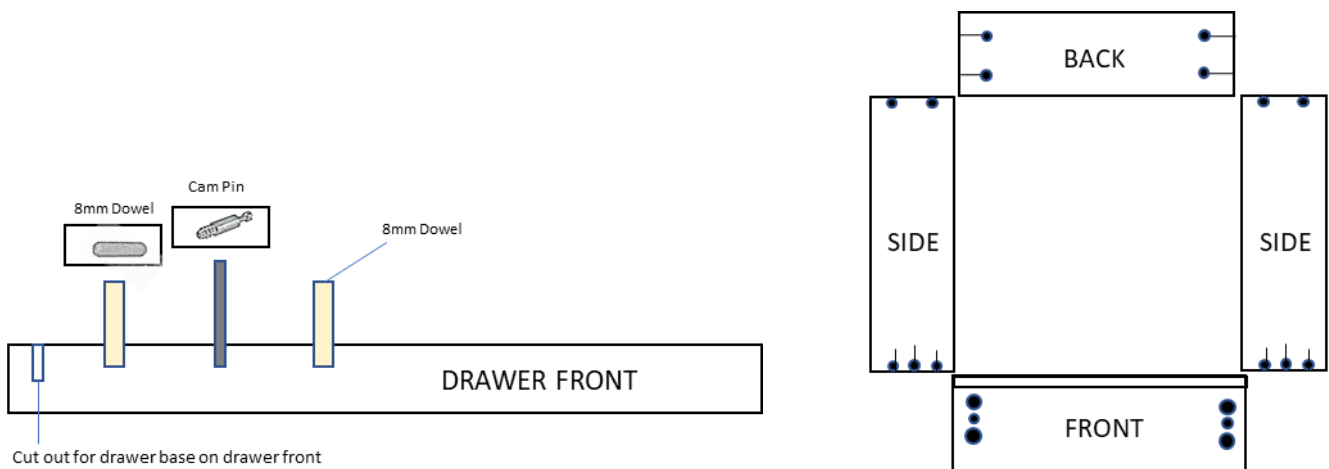 8mm Dowel
Cam Pin
8mm Dowel
DRAWER FRONT
Cut out for drawer base on drawer front
BACK
SIDE
SIDE
FRONT